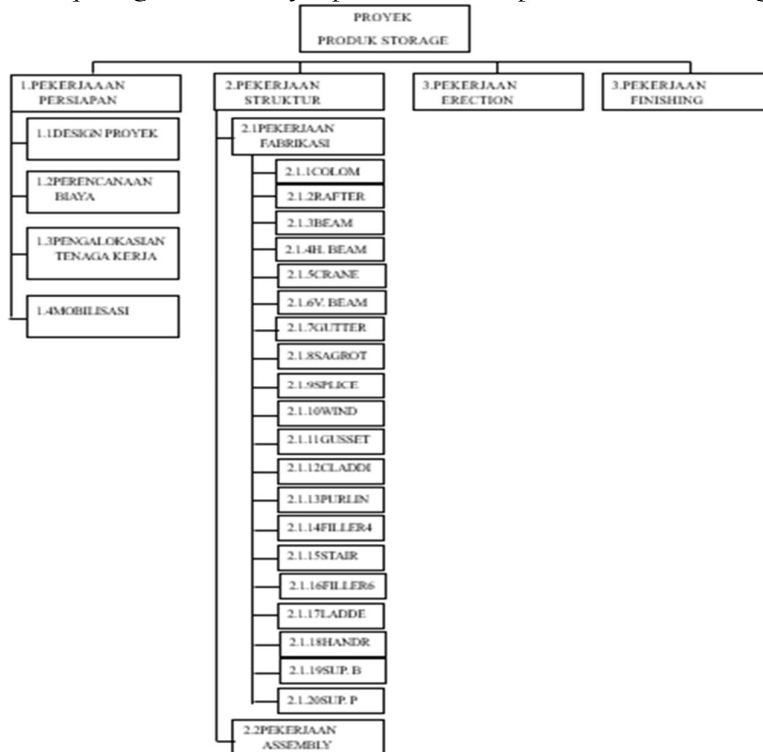 PROYEK
PRODUK STORAGE
1.PEKERJAAAN
PERSIAPAN
2.PEKERJAAN
STRUKTUR
3.PEKERJAAN
ERECTION
3.PEKERJAAN
FINISHING
1.1DESIGN PROYEK
1.2PERENCANAAN
BIAYA
1.3PENGALOKASIAN
TENAGA KERJA
1.4MOBILISASI
2.1PEKERJAAN
FABRIKASI
2.1.1COLOM
2.1.2RAFTER
2.1.3BEAM
2.1.4H. BEAM
2.1.5CRANE
2.1.6V. BEAM
2.1.7GUTTER
2.1.8SAGROT
2.1.9SPLICE
2.1.10WIND
2.1.11GUSSET
2.1.12CLADDI
2.1.13PURLIN
2.1.14FILLER4
2.1.15STAIR
2.1.16FILLER6
2.1.17LADDE
2.1.18HANDR
2.1.19SUP. B
2.1.20SUP. P
2.2PEKERJAAN
ASSEMBLY